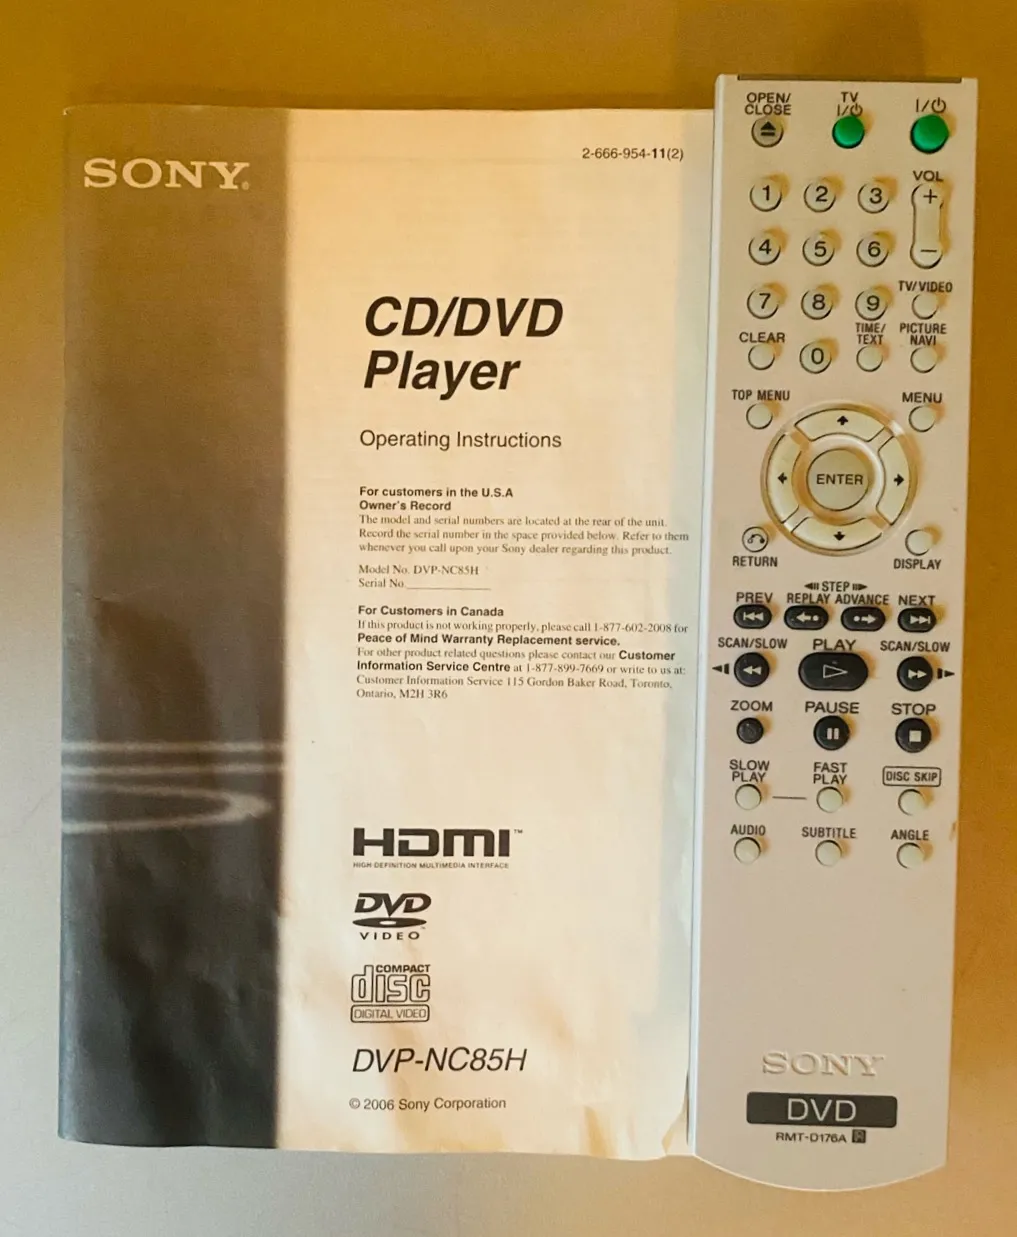 SONY®
2-666-954-11(2)
CD/DVD
Player
Operating Instructions
For customers in the U.S.A
Owner's Record
The model and serial numbers are located at the rear of the unit.
Record the serial number in the space provided below. Refer to them
whenever you call upon your Sony dealer regarding this product.
Model No. DVP-NC85H
Serial No.______________
For Customers in Canada
If this product is not working properly, please call 1-877-602-2008 for
Peace of Mind Warranty Replacement service.
For other product related questions please contact our Customer
Information Service Centre at 1-877-899-7669 or write to us at:
Customer Information Service 115 Gordon Baker Road, Toronto,
Ontario, M2H 3R6
HDMI™
HIGH-DEFINITION MULTIMEDIA INTERFACE
DVD
VIDEO™
COMPACT
disc
DIGITAL VIDEO
DVP-NC85H
© 2006 Sony Corporation
OPEN/ TV I/⏻
CLOSE I/⏻
VOL
1 2 3 +
4 5 6 −
TV/VIDEO
7 8 9
CLEAR 0 TIME/ PICTURE
TEXT NAVI
TOP MENU MENU
ENTER
RETURN DISPLAY
STEP
PREV REPLAY ADVANCE NEXT
SCAN/SLOW PLAY SCAN/SLOW
ZOOM PAUSE STOP
SLOW FAST DISC SKIP
PLAY PLAY
AUDIO SUBTITLE ANGLE
SONY
DVD
RMT-D176A R